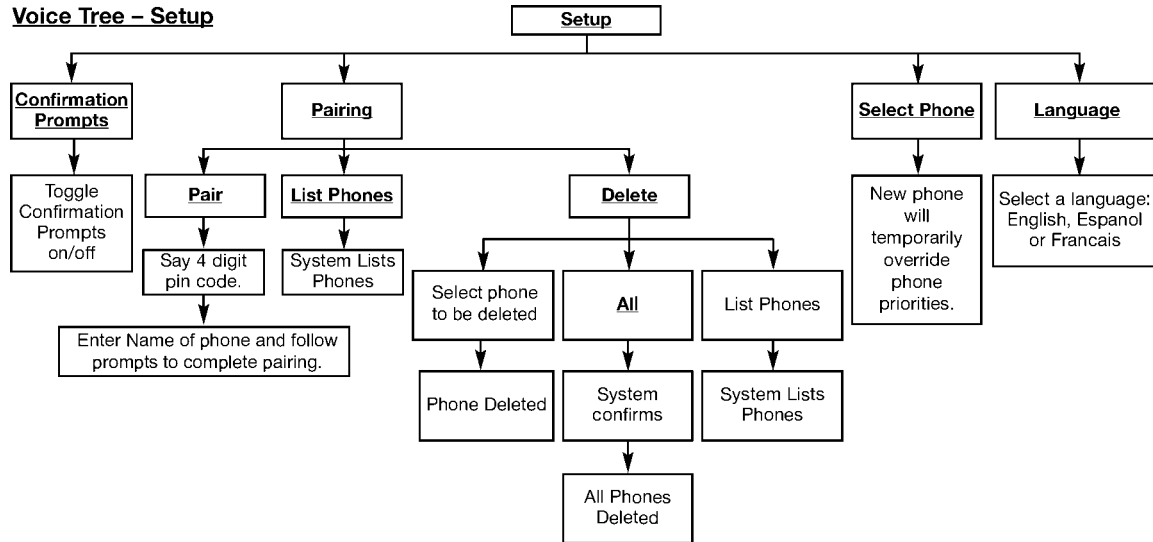 Voice Tree – Setup
Setup
Confirmation
Prompts
Pairing
Select Phone
Language
Toggle
Confirmation
Prompts
on/off
Pair
List Phones
Delete
New phone
will
temporarily
override
phone
priorities.
Select a language:
English, Espanol
or Francais
Say 4 digit
pin code.
System Lists
Phones
Select phone
to be deleted
All
List Phones
Enter Name of phone and follow
prompts to complete pairing.
Phone Deleted
System
confirms
System Lists
Phones
All Phones
Deleted